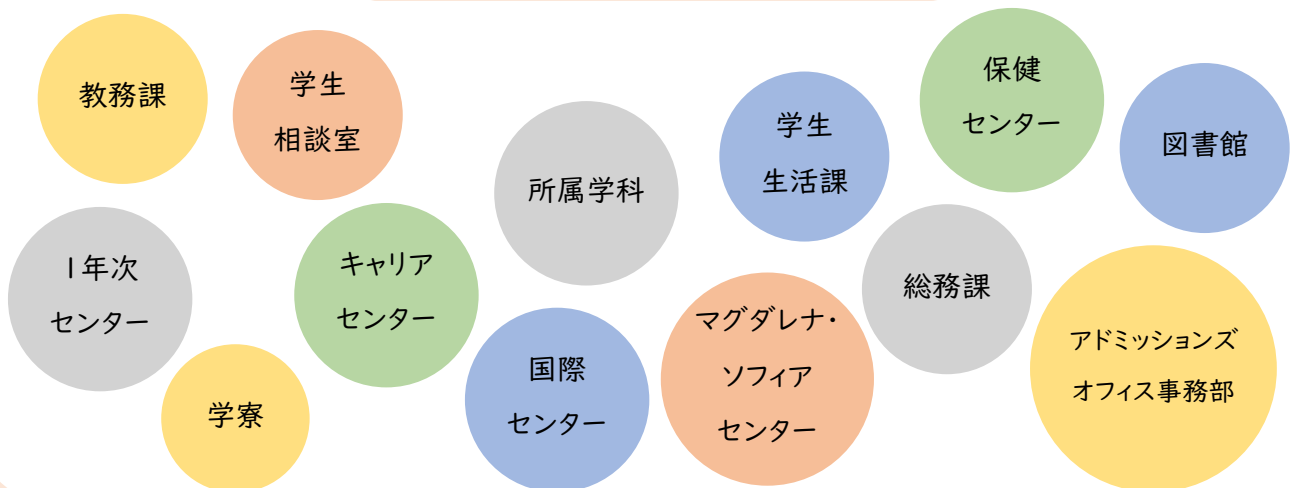 教務課
学生
相談室
所属学科
学生
生活課
保健
センター
図書館
1年次
センター
キャリア
センター
総務課
学寮
国際
センター
マグダレナ・
ソフィア
センター
アドミッションズ
オフィス事務部